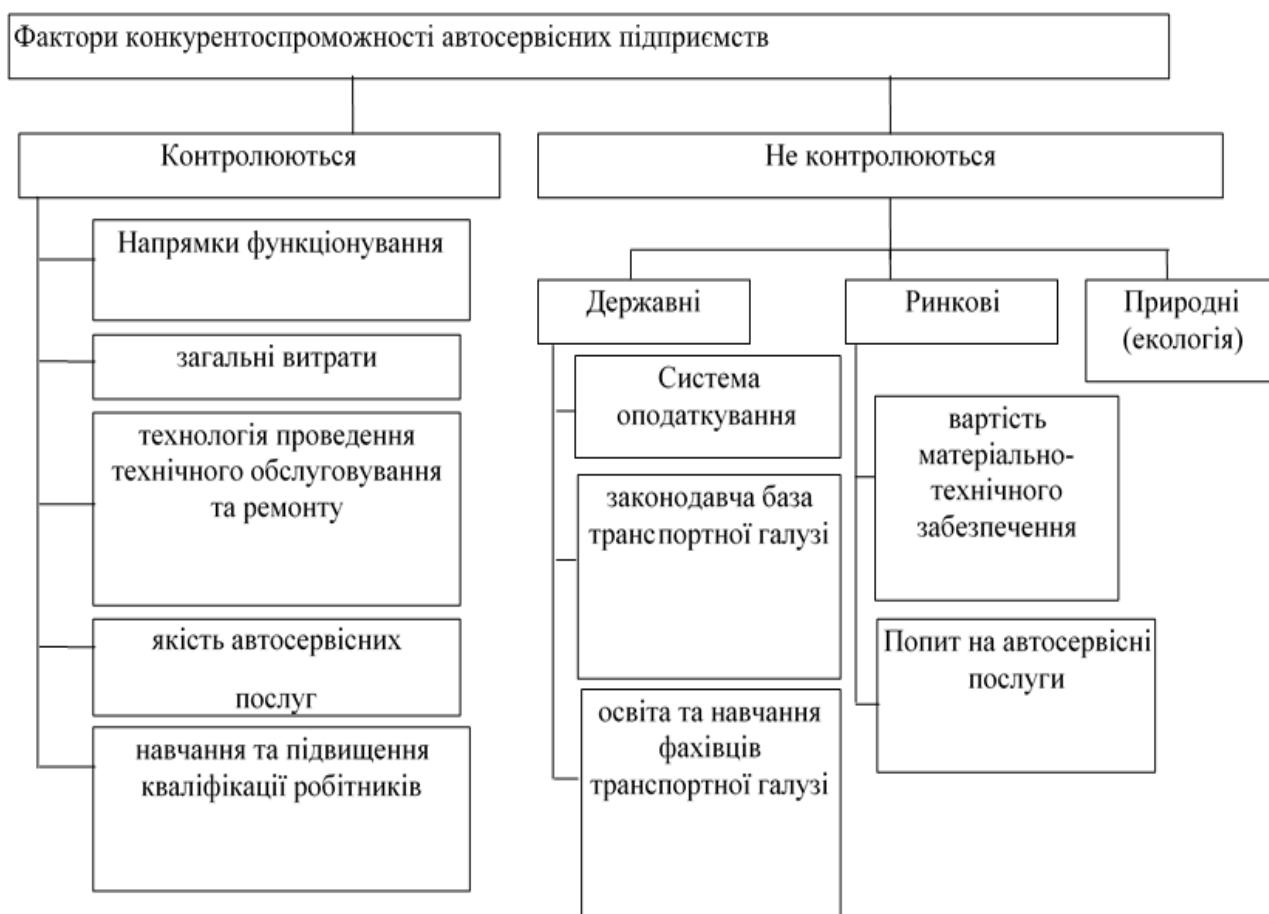 Фактори конкурентоспроможності автосервісних підприємств
Контролюються
Не контролюються
Напрямки функціонування
загальні витрати
технологія проведення
технічного обслуговування
та ремонту
якість автосервісних
послуг
навчання та підвищення
кваліфікації робітників
Державні
Система
оподаткування
законодавча база
транспортної галузі
освіта та навчання
фахівців
транспортної галузі
Ринкові
вартість
матеріально-
технічного
забезпечення
Попит на автосервісні
послуги
Природні
(екологія)